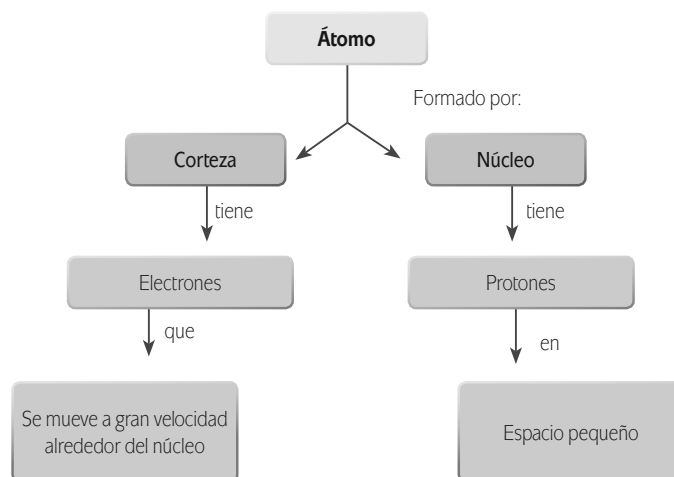 Átomo
Formado por:
Corteza
Núcleo
tiene
tiene
Electrones
Protones
que
en
Se mueve a gran velocidad
alrededor del núcleo
Espacio pequeño